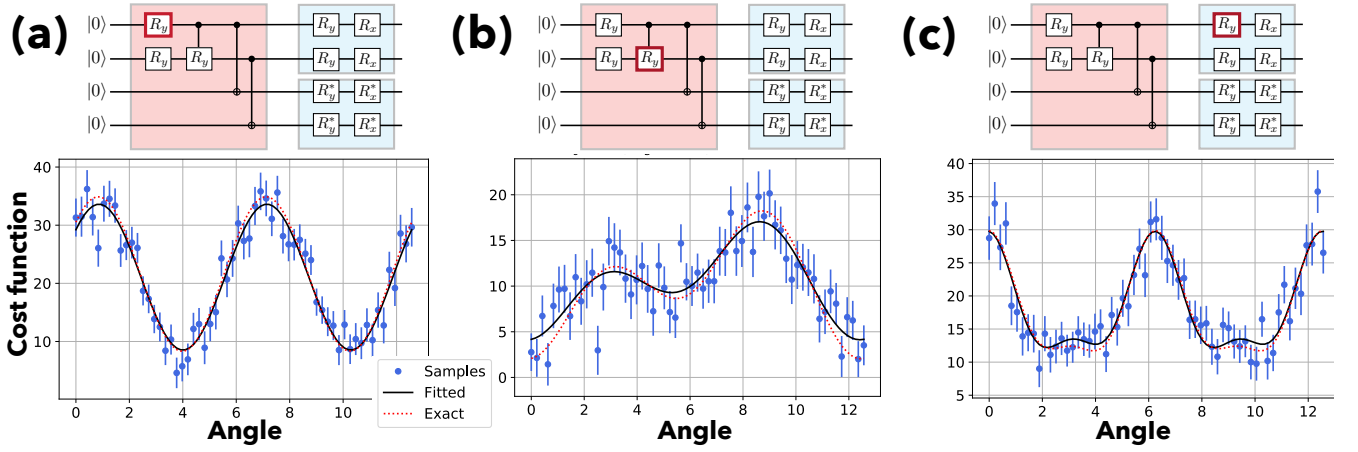 (a)
|0⟩ R_y R_y R_x
|0⟩ R_y R_y R_y R_x
|0⟩ R_y^* R_x^*
|0⟩ R_y^* R_x^*
(b)
|0⟩ R_y R_y R_x
|0⟩ R_y R_y R_y R_x
|0⟩ R_y^* R_x^*
|0⟩ R_y^* R_x^*
(c)
|0⟩ R_y R_y R_x
|0⟩ R_y R_y R_y R_x
|0⟩ R_y^* R_x^*
|0⟩ R_y^* R_x^*
Cost function
40
30
20
10
0 2 4 6 8 10
Angle
Samples
Fitted
Exact
20
15
10
5
0
0 2 4 6 8 10 12
Angle
40
35
30
25
20
15
10
5
0 2 4 6 8 10 12
Angle